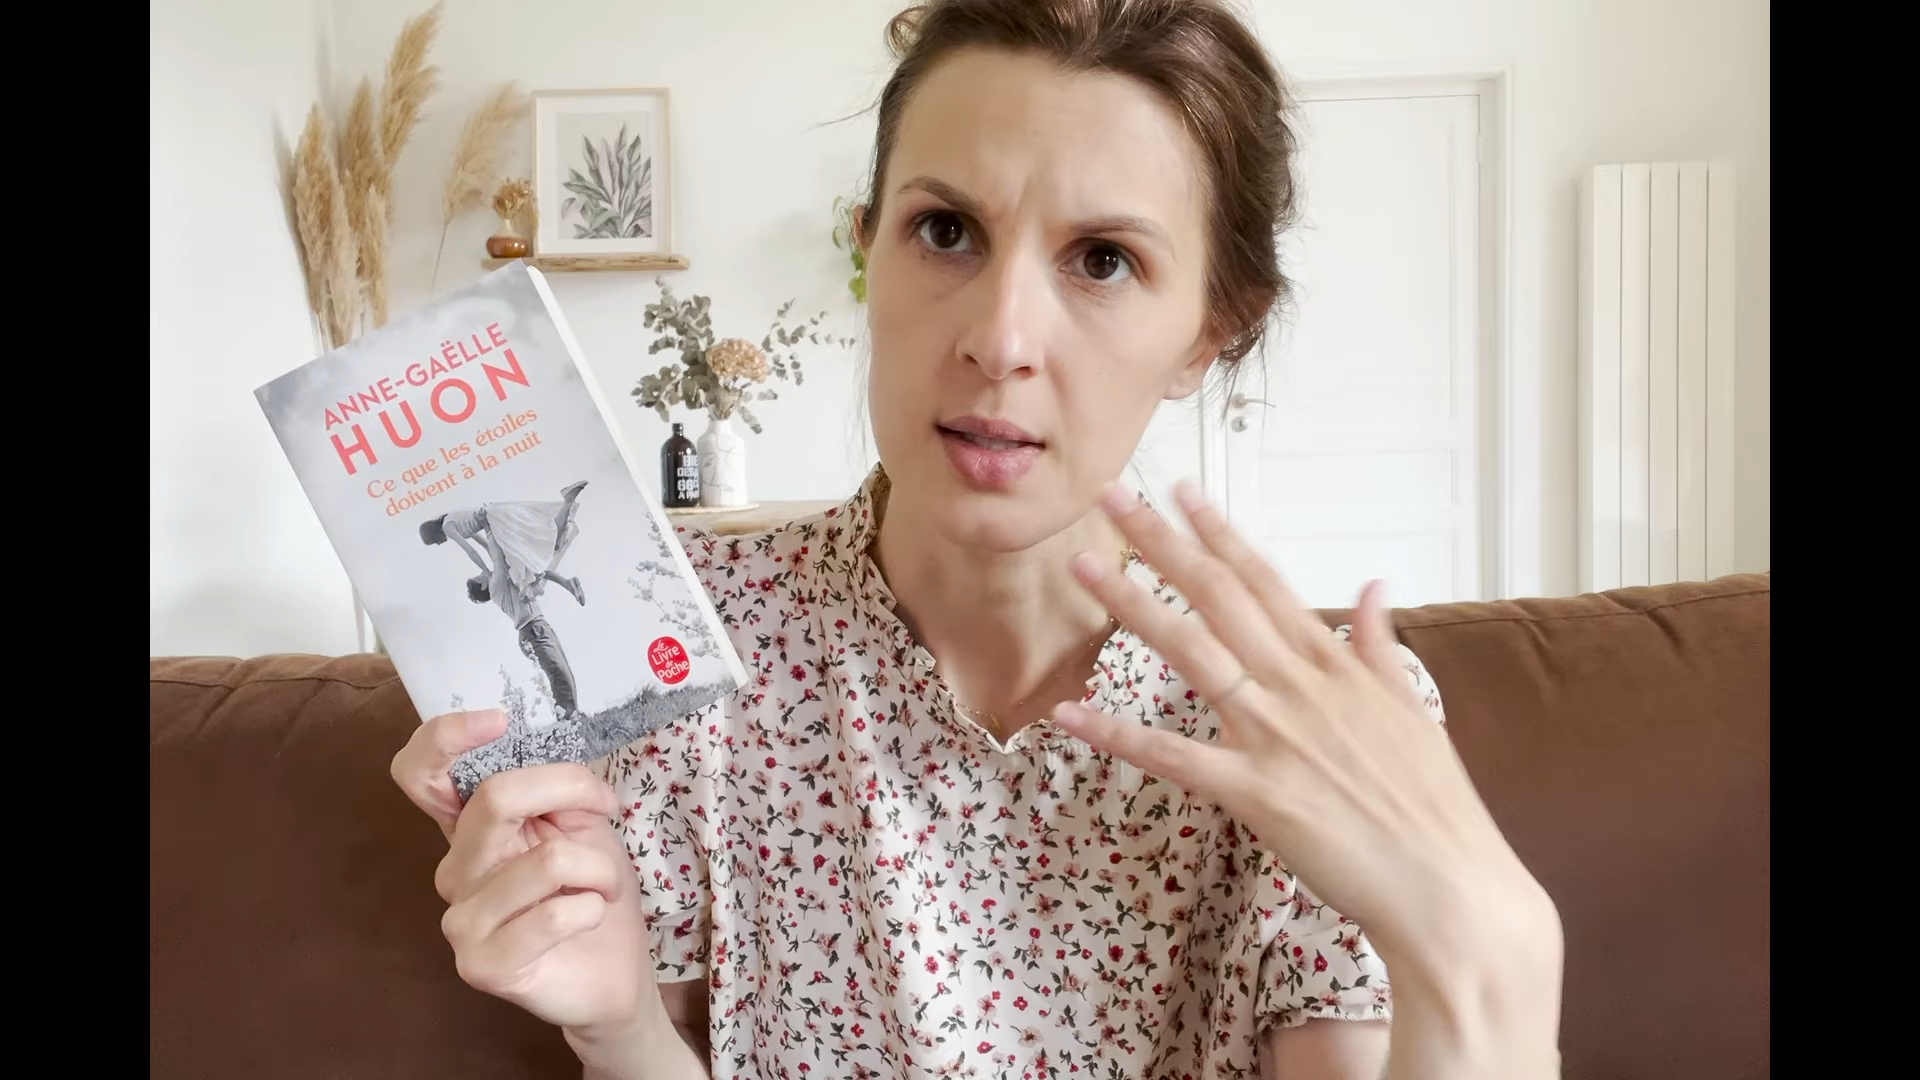 ANNE-GAËLLE
HUON
Ce que les étoiles
doivent à la nuit
Le
Livre
de
Poche